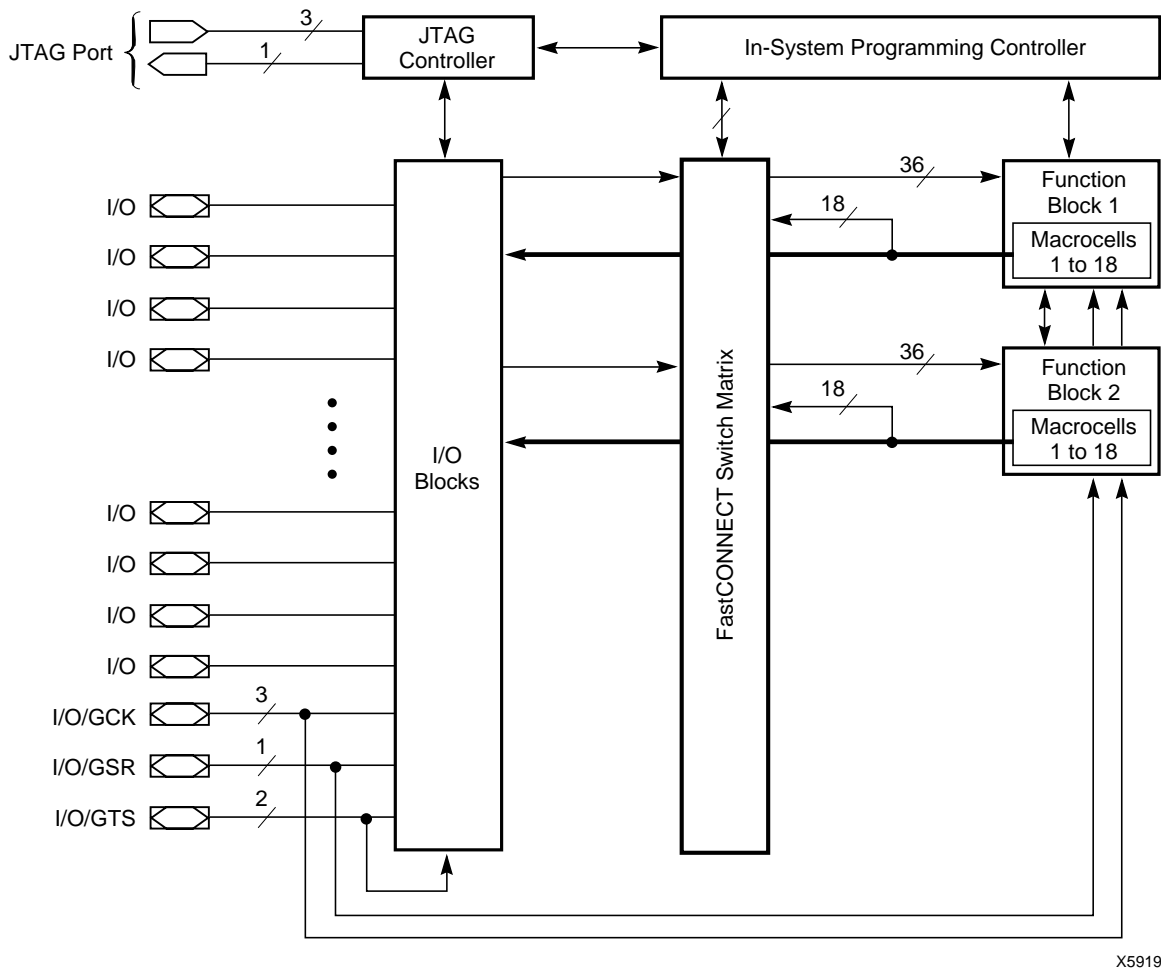 JTAG Port
3
1
JTAG
Controller
In-System Programming Controller
I/O
I/O
I/O
I/O
I/O
I/O
I/O
I/O
I/O/GCK
3
I/O/GSR
1
I/O/GTS
2
I/O
Blocks
FastCONNECT Switch Matrix
36
18
Function
Block 1
Macrocells
1 to 18
36
18
Function
Block 2
Macrocells
1 to 18
X5919